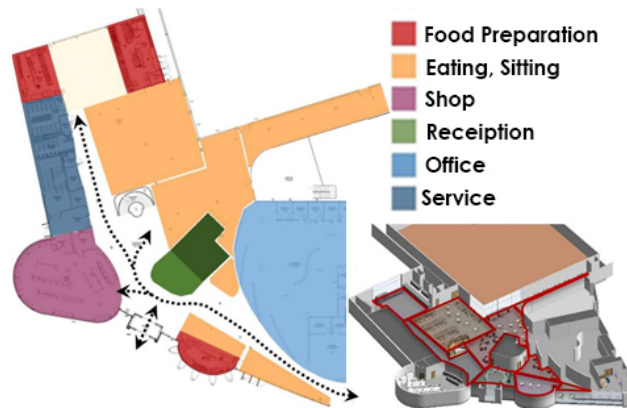 Food Preparation
Eating, Sitting
Shop
Receiption
Office
Service